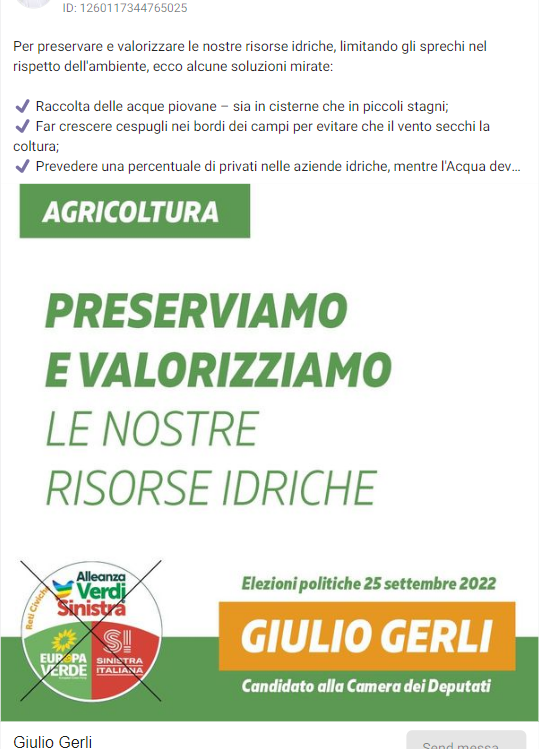 ID: 1260117344765025
Per preservare e valorizzare le nostre risorse idriche, limitando gli sprechi nel
rispetto dell'ambiente, ecco alcune soluzioni mirate:
✔ Raccolta delle acque piovane – sia in cisterne che in piccoli stagni;
✔ Far crescere cespugli nei bordi dei campi per evitare che il vento secchi la
coltura;
✔ Prevedere una percentuale di privati nelle aziende idriche, mentre l'Acqua dev...
AGRICOLTURA
PRESERVIAMO
E VALORIZZIAMO
LE NOSTRE
RISORSE IDRICHE
Reti Civiche
Alleanza
Verdi
Sinistra
EUROPA
VERDE
S!
SINISTRA
ITALIANA
Elezioni politiche 25 settembre 2022
GIULIO GERLI
Candidato alla Camera dei Deputati
Giulio Gerli
Send messa...